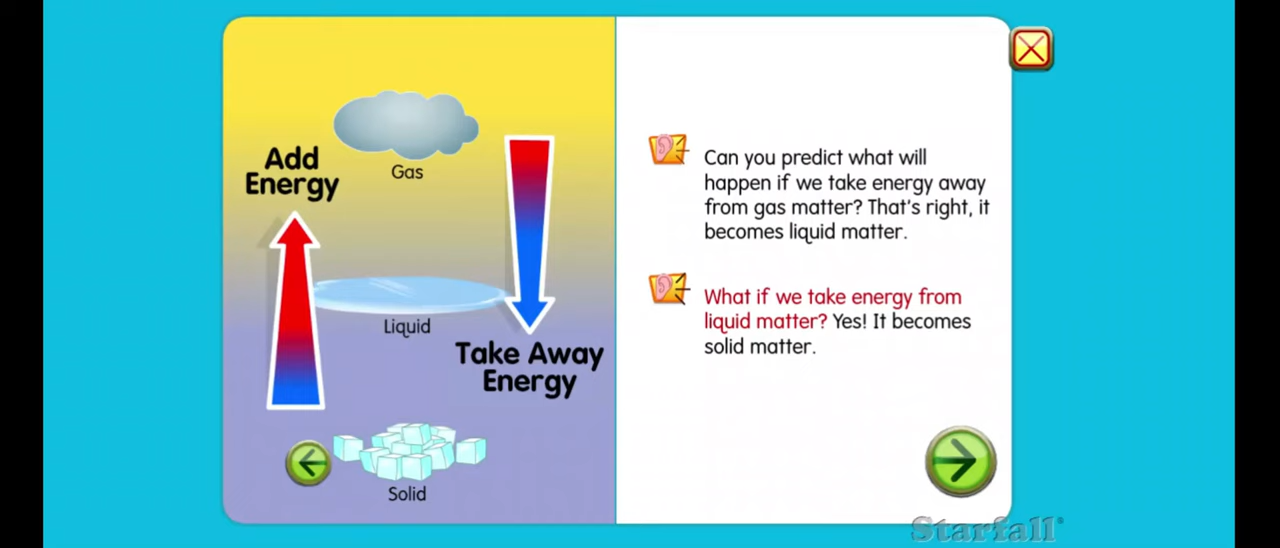 Add
Energy
Gas
Liquid
Take Away
Energy
Solid
Can you predict what will
happen if we take energy away
from gas matter? That's right, it
becomes liquid matter.
What if we take energy from
liquid matter? Yes! It becomes
solid matter.
Starfall®